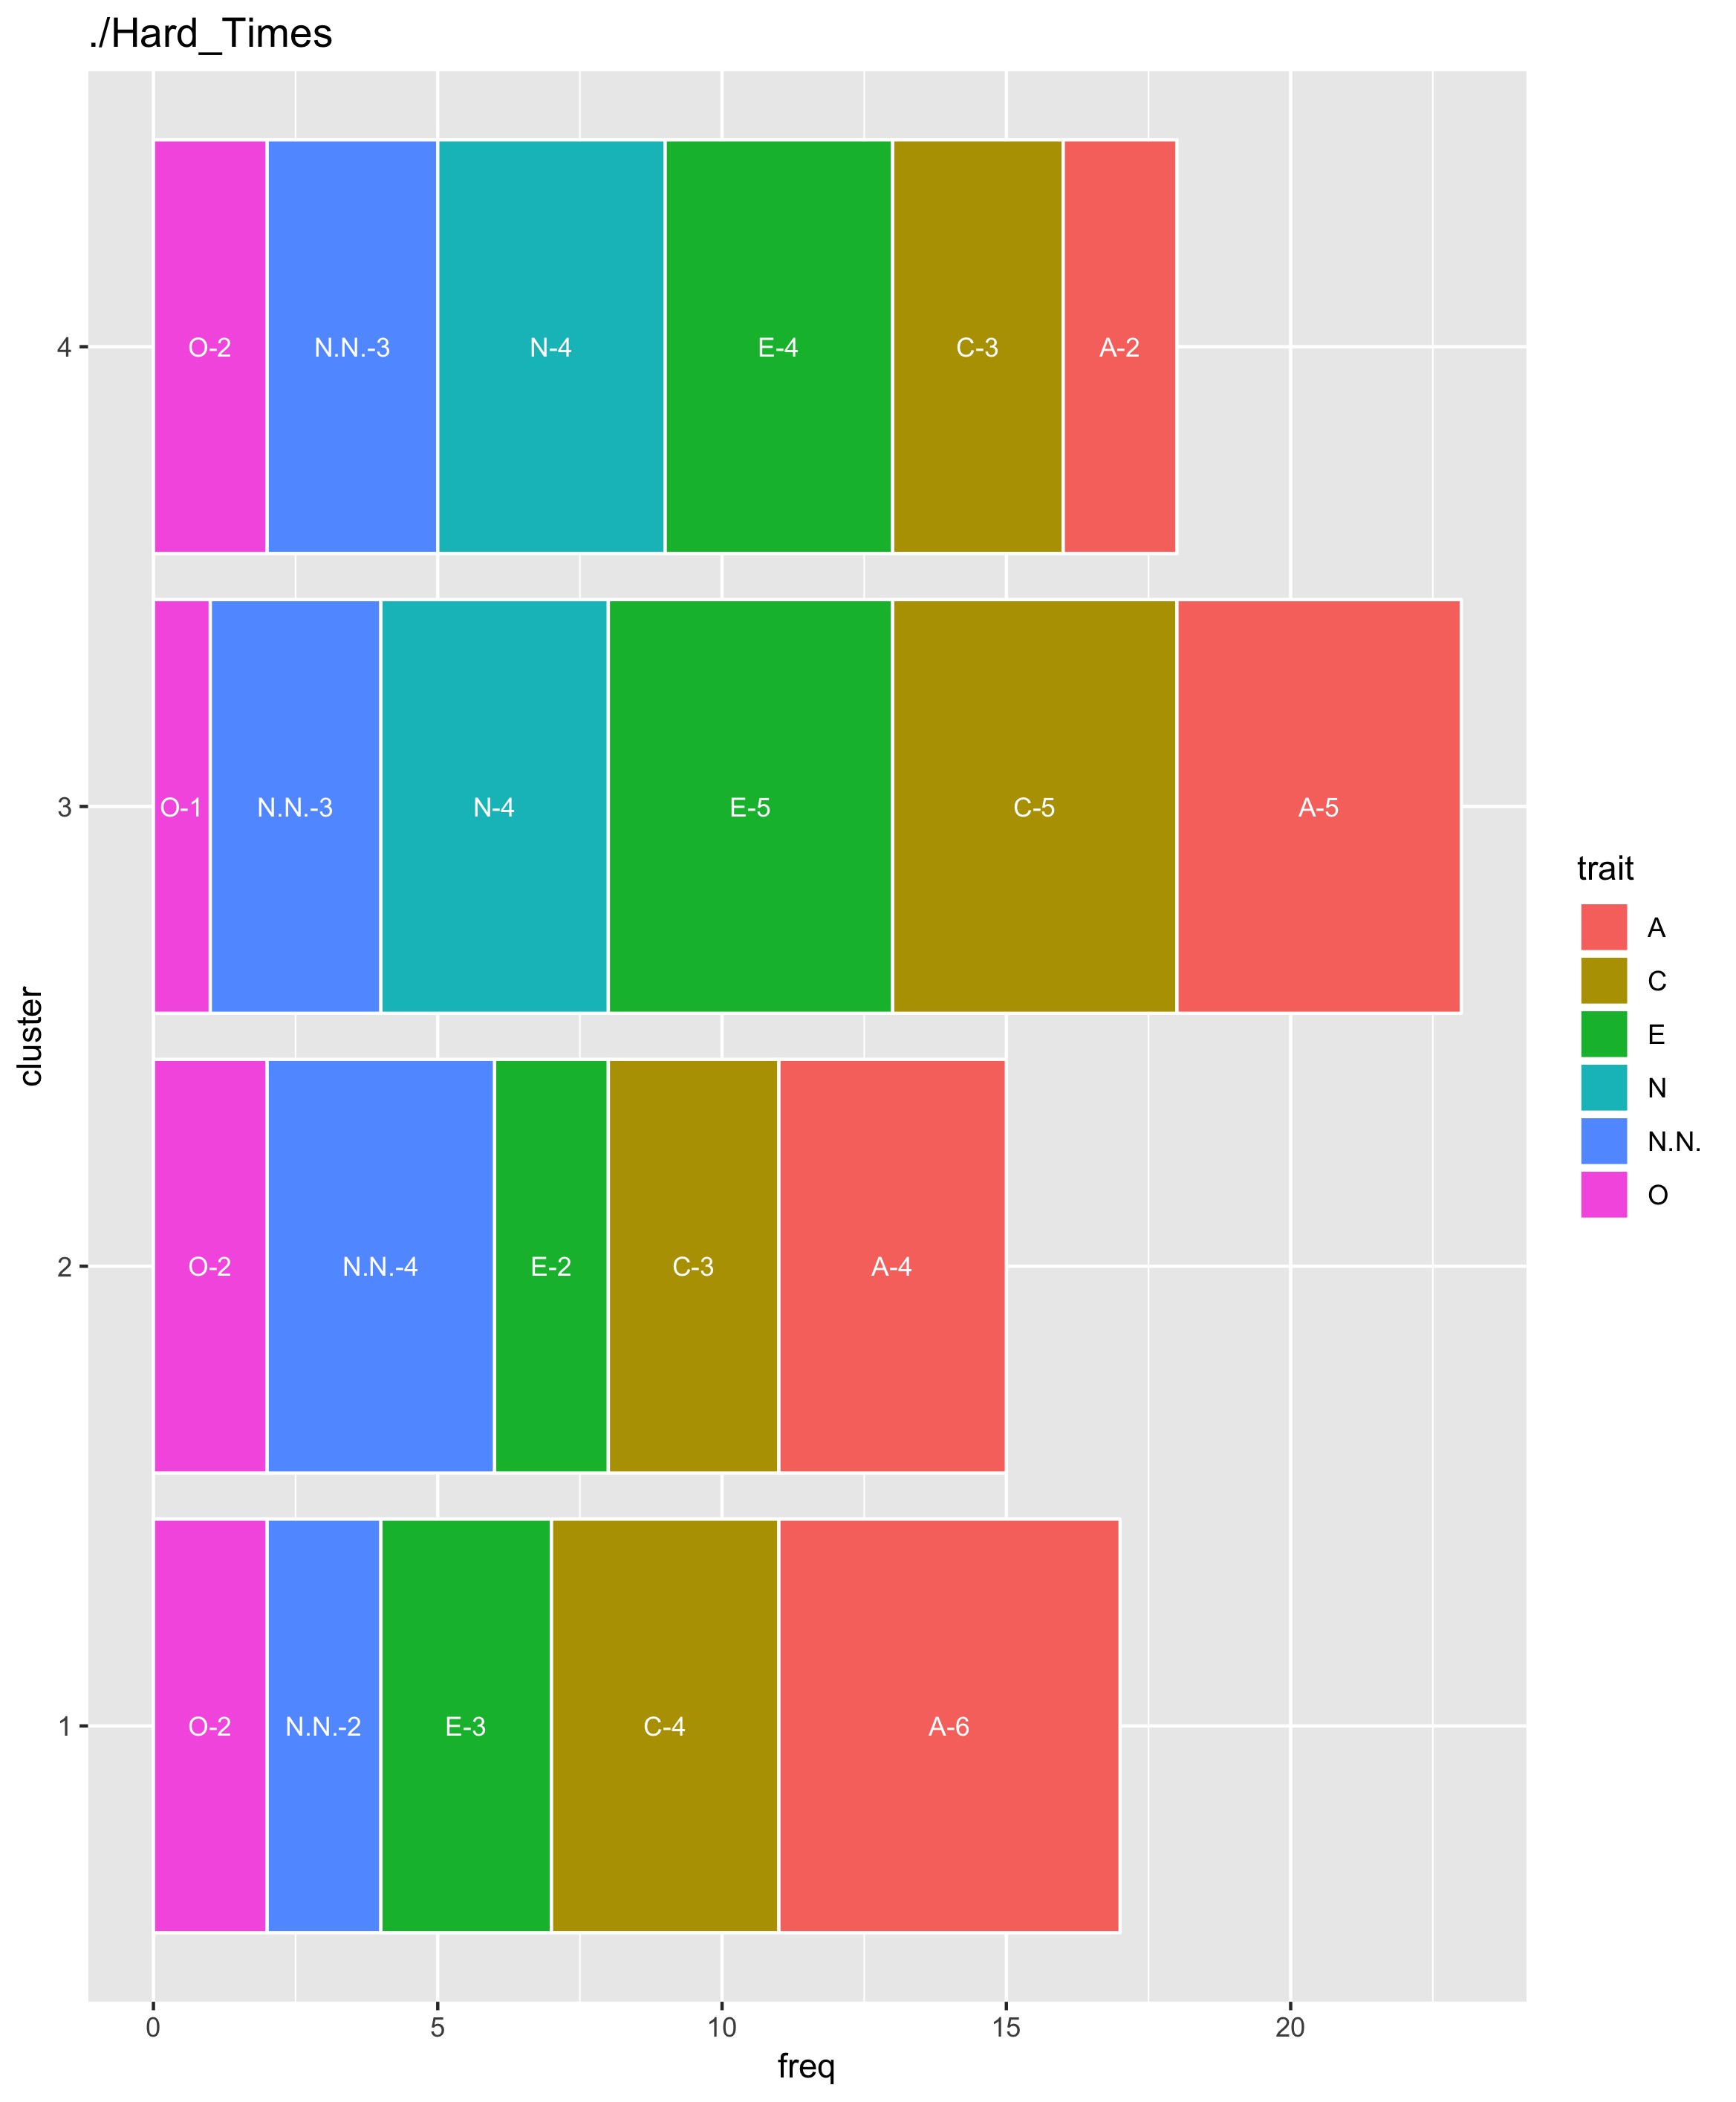 ./Hard_Times
4
O-2 N.N.-3 N-4 E-4 C-3 A-2
3
O-1 N.N.-3 N-4 E-5 C-5 A-5
2
O-2 N.N.-4 E-2 C-3 A-4
1
O-2 N.N.-2 E-3 C-4 A-6
cluster
0 5 10 15 20
freq
trait
A
C
E
N
N.N.
O